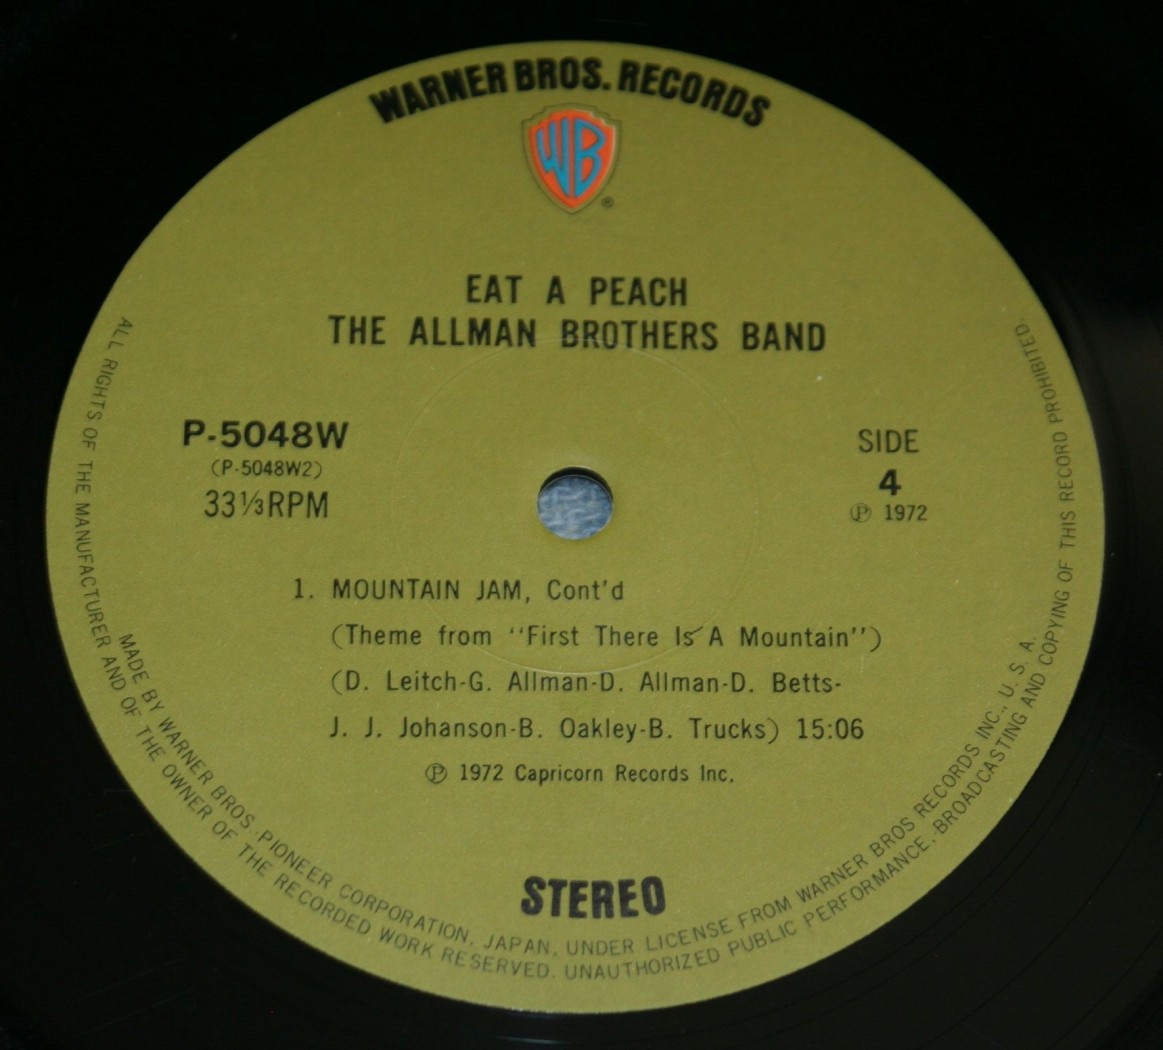 WARNER BROS. RECORDS
WB
®
EAT A PEACH
THE ALLMAN BROTHERS BAND
P-5048W
(P-5048W2)
33⅓RPM
SIDE
4
℗ 1972
1. MOUNTAIN JAM, Cont'd
(Theme from "First There Is A Mountain")
(D. Leitch-G. Allman-D. Allman-D. Betts-
J. J. Johanson-B. Oakley-B. Trucks) 15:06
℗ 1972 Capricorn Records Inc.
STEREO
MADE BY WARNER BROS.-PIONEER CORPORATION, JAPAN, UNDER LICENSE FROM WARNER BROS RECORDS INC., U. S. A.
ALL RIGHTS OF THE MANUFACTURER AND OF THE OWNER OF THE RECORDED WORK RESERVED. UNAUTHORIZED PUBLIC PERFORMANCE, BROADCASTING AND COPYING OF THIS RECORD PROHIBITED.